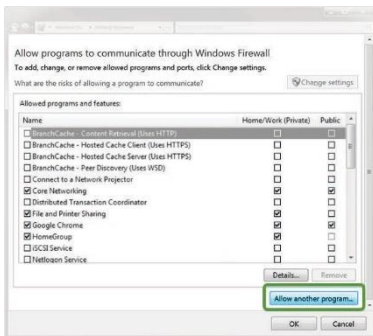 Allow programs to communicate through Windows Firewall
To add, change, or remove allowed programs and ports, click Change settings.
What are the risks of allowing a program to communicate?
Change settings
Allowed programs and features:
Name Home/Work (Private) Public
BranchCache - Content Retrieval (Uses HTTP)
BranchCache - Hosted Cache Client (Uses HTTPS)
BranchCache - Hosted Cache Server (Uses HTTPS)
BranchCache - Peer Discovery (Uses WSD)
Connect to a Network Projector
Core Networking
Distributed Transaction Coordinator
File and Printer Sharing
Google Chrome
HomeGroup
iSCSI Service
Netlogon Service
Details... Remove
Allow another program...
OK Cancel